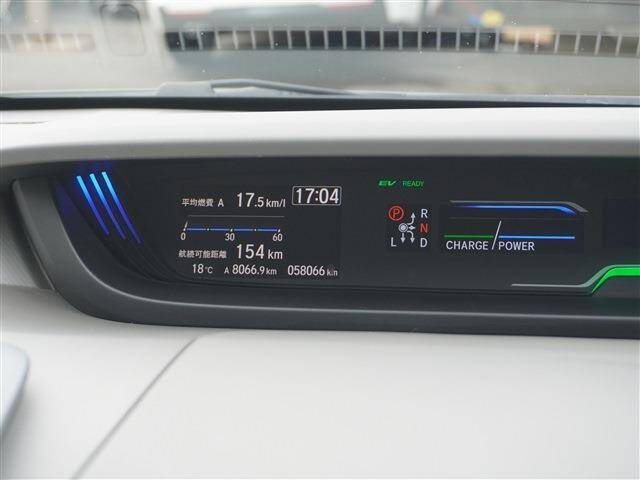 平均燃費 A 17.5 km/l 17:04
0 30 60
航続可能距離 154 km
18℃ A 8066.9 km 058066 km
EV READY
P R
N
L D
CHARGE POWER